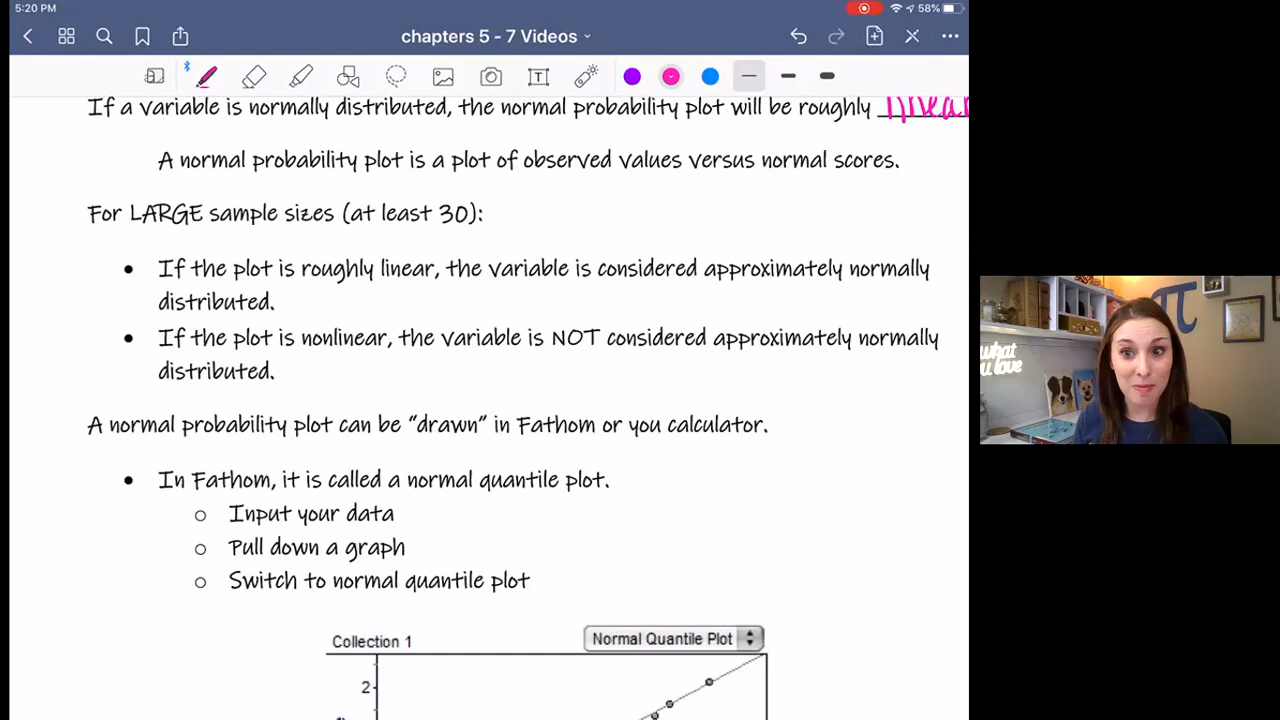 5:20 PM
58%
chapters 5 - 7 Videos
T
If a variable is normally distributed, the normal probability plot will be roughly linear
A normal probability plot is a plot of observed values versus normal scores.
For LARGE sample sizes (at least 30):
If the plot is roughly linear, the variable is considered approximately normally
distributed.
If the plot is nonlinear, the variable is NOT considered approximately normally
distributed.
A normal probability plot can be “drawn” in Fathom or you calculator.
In Fathom, it is called a normal quantile plot.
Input your data
Pull down a graph
Switch to normal quantile plot
Collection 1
Normal Quantile Plot
2
what
you love
π